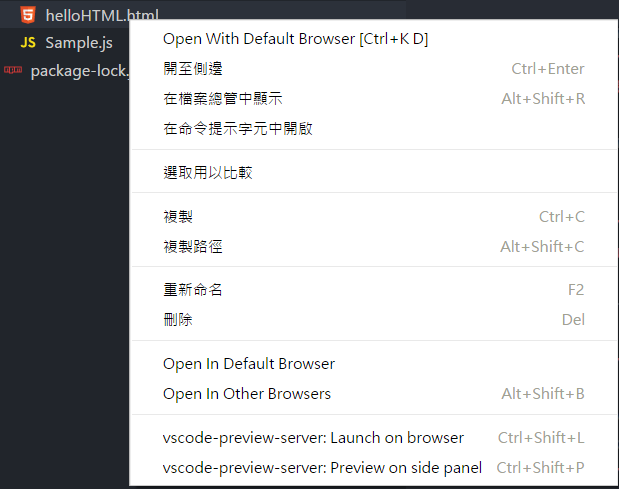 helloHTML.html
JS Sample.js
npm package-lock.
Open With Default Browser [Ctrl+K D]
開至側邊 Ctrl+Enter
在檔案總管中顯示 Alt+Shift+R
在命令提示字元中開啟
選取用以比較
複製 Ctrl+C
複製路徑 Alt+Shift+C
重新命名 F2
刪除 Del
Open In Default Browser
Open In Other Browsers Alt+Shift+B
vscode-preview-server: Launch on browser Ctrl+Shift+L
vscode-preview-server: Preview on side panel Ctrl+Shift+P